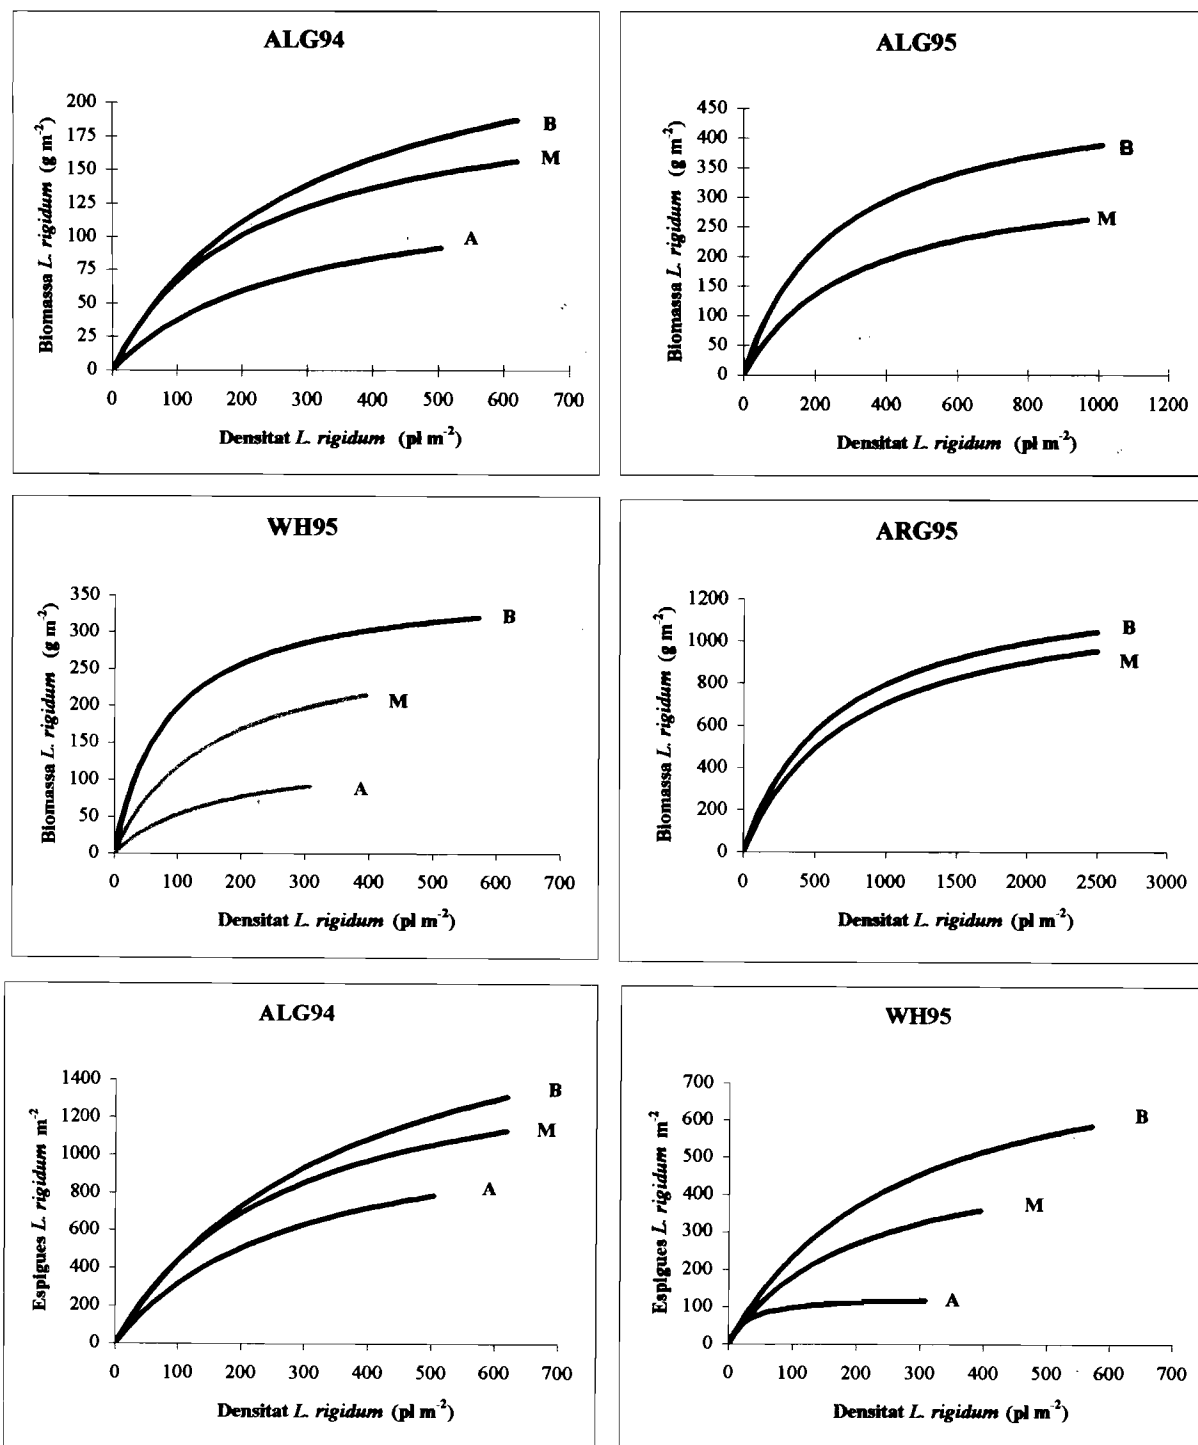 ALG94
Biomassa L. rigidum (g m-2)
200
175
150
125
100
75
50
25
0
B
M
A
0 100 200 300 400 500 600 700
Densitat L. rigidum (pl m-2)
ALG95
Biomassa L. rigidum (g m-2)
450
400
350
300
250
200
150
100
50
0
B
M
0 200 400 600 800 1000 1200
Densitat L. rigidum (pl m-2)
WH95
Biomassa L. rigidum (g m-2)
350
300
250
200
150
100
50
0
B
M
A
0 100 200 300 400 500 600 700
Densitat L. rigidum (pl m-2)
ARG95
Biomassa L. rigidum (g m-2)
1200
1000
800
600
400
200
0
B
M
0 500 1000 1500 2000 2500 3000
Densitat L. rigidum (pl m-2)
ALG94
Espigues L. rigidum m-2
1400
1200
1000
800
600
400
200
0
B
M
A
0 100 200 300 400 500 600 700
Densitat L. rigidum (pl m-2)
WH95
Espigues L. rigidum m-2
700
600
500
400
300
200
100
0
B
M
A
0 100 200 300 400 500 600 700
Densitat L. rigidum (pl m-2)